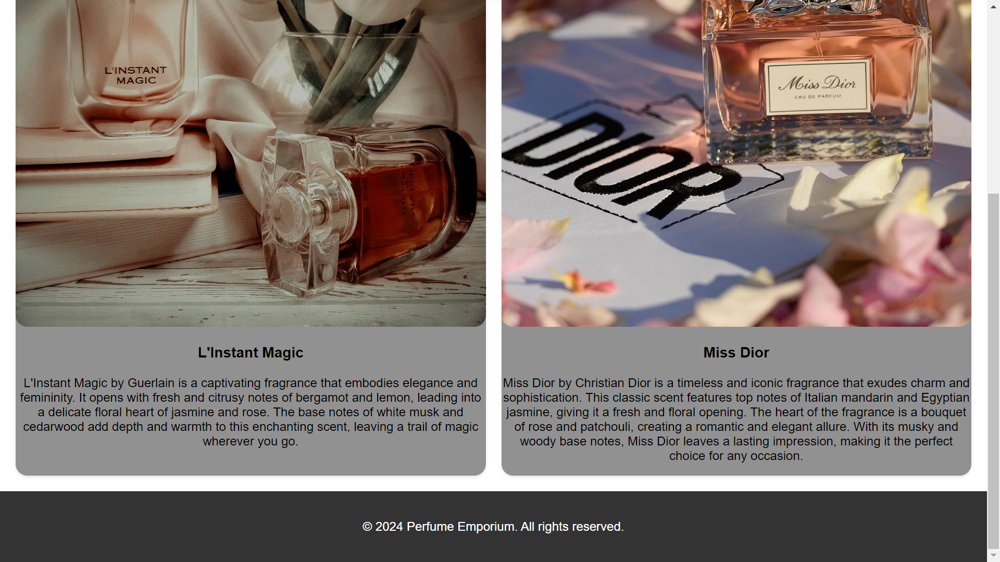 L'INSTANT
MAGIC
Miss Dior
EAU DE PARFUM
DIOR
L'Instant Magic
L'Instant Magic by Guerlain is a captivating fragrance that embodies elegance and
femininity. It opens with fresh and citrusy notes of bergamot and lemon, leading into
a delicate floral heart of jasmine and rose. The base notes of white musk and
cedarwood add depth and warmth to this enchanting scent, leaving a trail of magic
wherever you go.
Miss Dior
Miss Dior by Christian Dior is a timeless and iconic fragrance that exudes charm and
sophistication. This classic scent features top notes of Italian mandarin and Egyptian
jasmine, giving it a fresh and floral opening. The heart of the fragrance is a bouquet
of rose and patchouli, creating a romantic and elegant allure. With its musky and
woody base notes, Miss Dior leaves a lasting impression, making it the perfect
choice for any occasion.
© 2024 Perfume Emporium. All rights reserved.